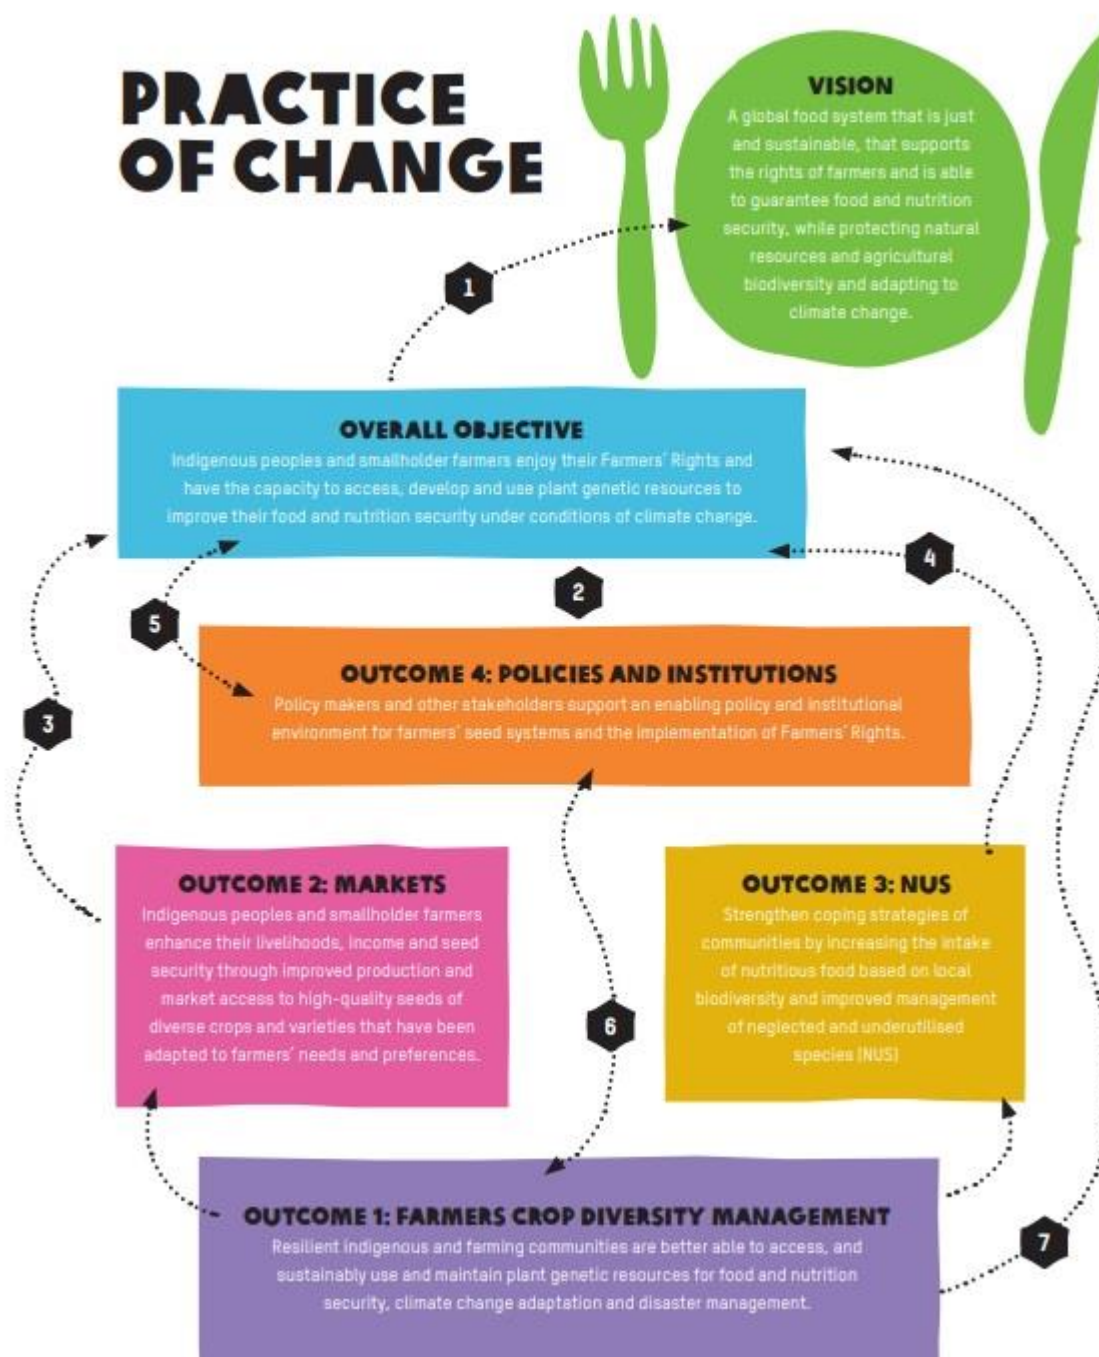 PRACTICE
OF CHANGE
VISION
A global food system that is just
and sustainable, that supports
the rights of farmers and is able
to guarantee food and nutrition
security, while protecting natural
resources and agricultural
biodiversity and adapting to
climate change.
1
OVERALL OBJECTIVE
Indigenous peoples and smallholder farmers enjoy their Farmers' Rights and
have the capacity to access, develop and use plant genetic resources to
improve their food and nutrition security under conditions of climate change.
4
2
5
OUTCOME 4: POLICIES AND INSTITUTIONS
Policy makers and other stakeholders support an enabling policy and institutional
environment for farmers' seed systems and the implementation of Farmers' Rights.
3
OUTCOME 2: MARKETS
Indigenous peoples and smallholder farmers
enhance their livelihoods, income and seed
security through improved production and
market access to high-quality seeds of
diverse crops and varieties that have been
adapted to farmers' needs and preferences.
OUTCOME 3: NUS
Strengthen coping strategies of
communities by increasing the intake
of nutritious food based on local
biodiversity and improved management
of neglected and underutilised
species (NUS)
6
OUTCOME 1: FARMERS CROP DIVERSITY MANAGEMENT
Resilient indigenous and farming communities are better able to access, and
sustainably use and maintain plant genetic resources for food and nutrition
security, climate change adaptation and disaster management.
7